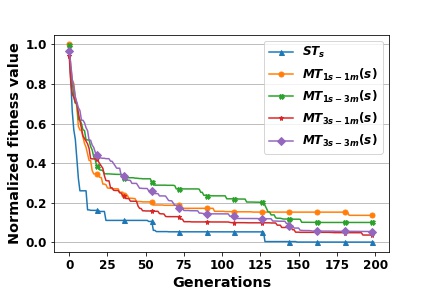 Normalized fitness value
1.0
0.8
0.6
0.4
0.2
0.0
0 25 50 75 100 125 150 175 200
Generations
STs
MT1s−1m(s)
MT1s−3m(s)
MT3s−1m(s)
MT3s−3m(s)